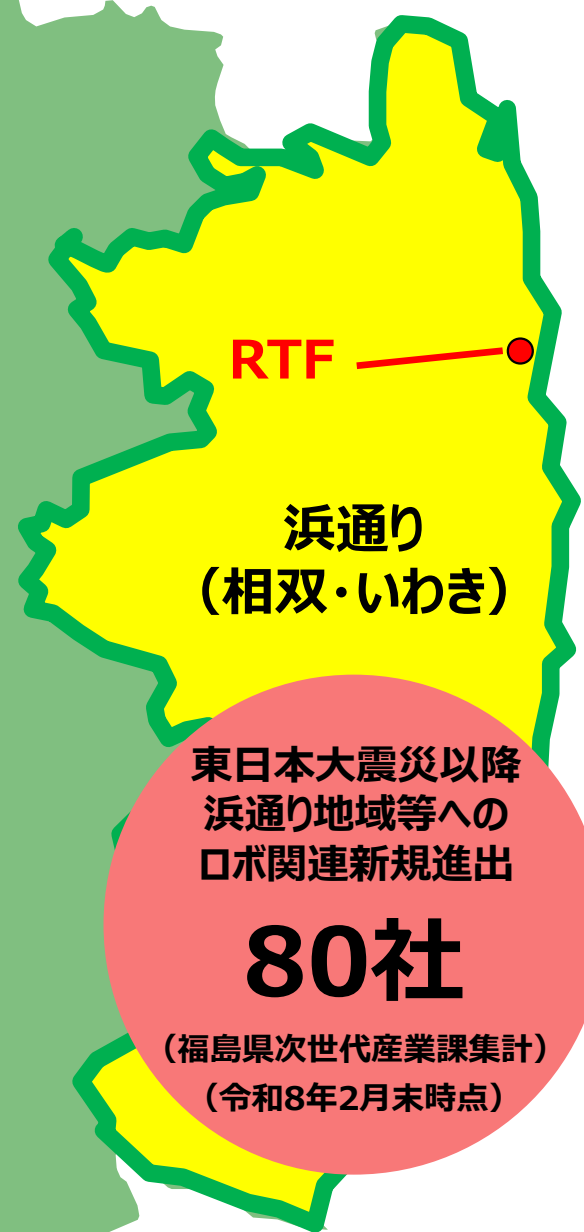 RTF
浜通り
（相双・いわき）
東日本大震災以降
浜通り地域等への
ロボ関連新規進出
80社
（福島県次世代産業課集計）
（令和8年2月末時点）